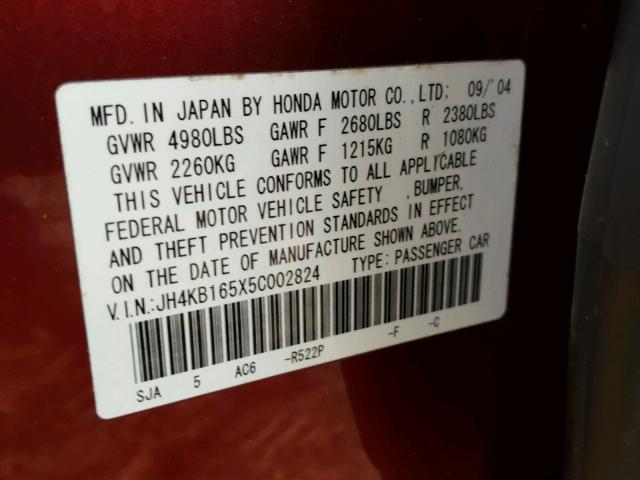 MFD. IN JAPAN BY HONDA MOTOR CO., LTD: 09/'04
GVWR 4980LBS GAWR F 2680LBS R 2380LBS
GVWR 2260KG GAWR F 1215KG R 1080KG
THIS VEHICLE CONFORMS TO ALL APPLICABLE
FEDERAL MOTOR VEHICLE SAFETY ,BUMPER,
AND THEFT PREVENTION STANDARDS IN EFFECT
ON THE DATE OF MANUFACTURE SHOWN ABOVE.
V.I.N.:JH4KB165X5C002824 TYPE: PASSENGER CAR
SJA 5 AC6 -R522P -F -C